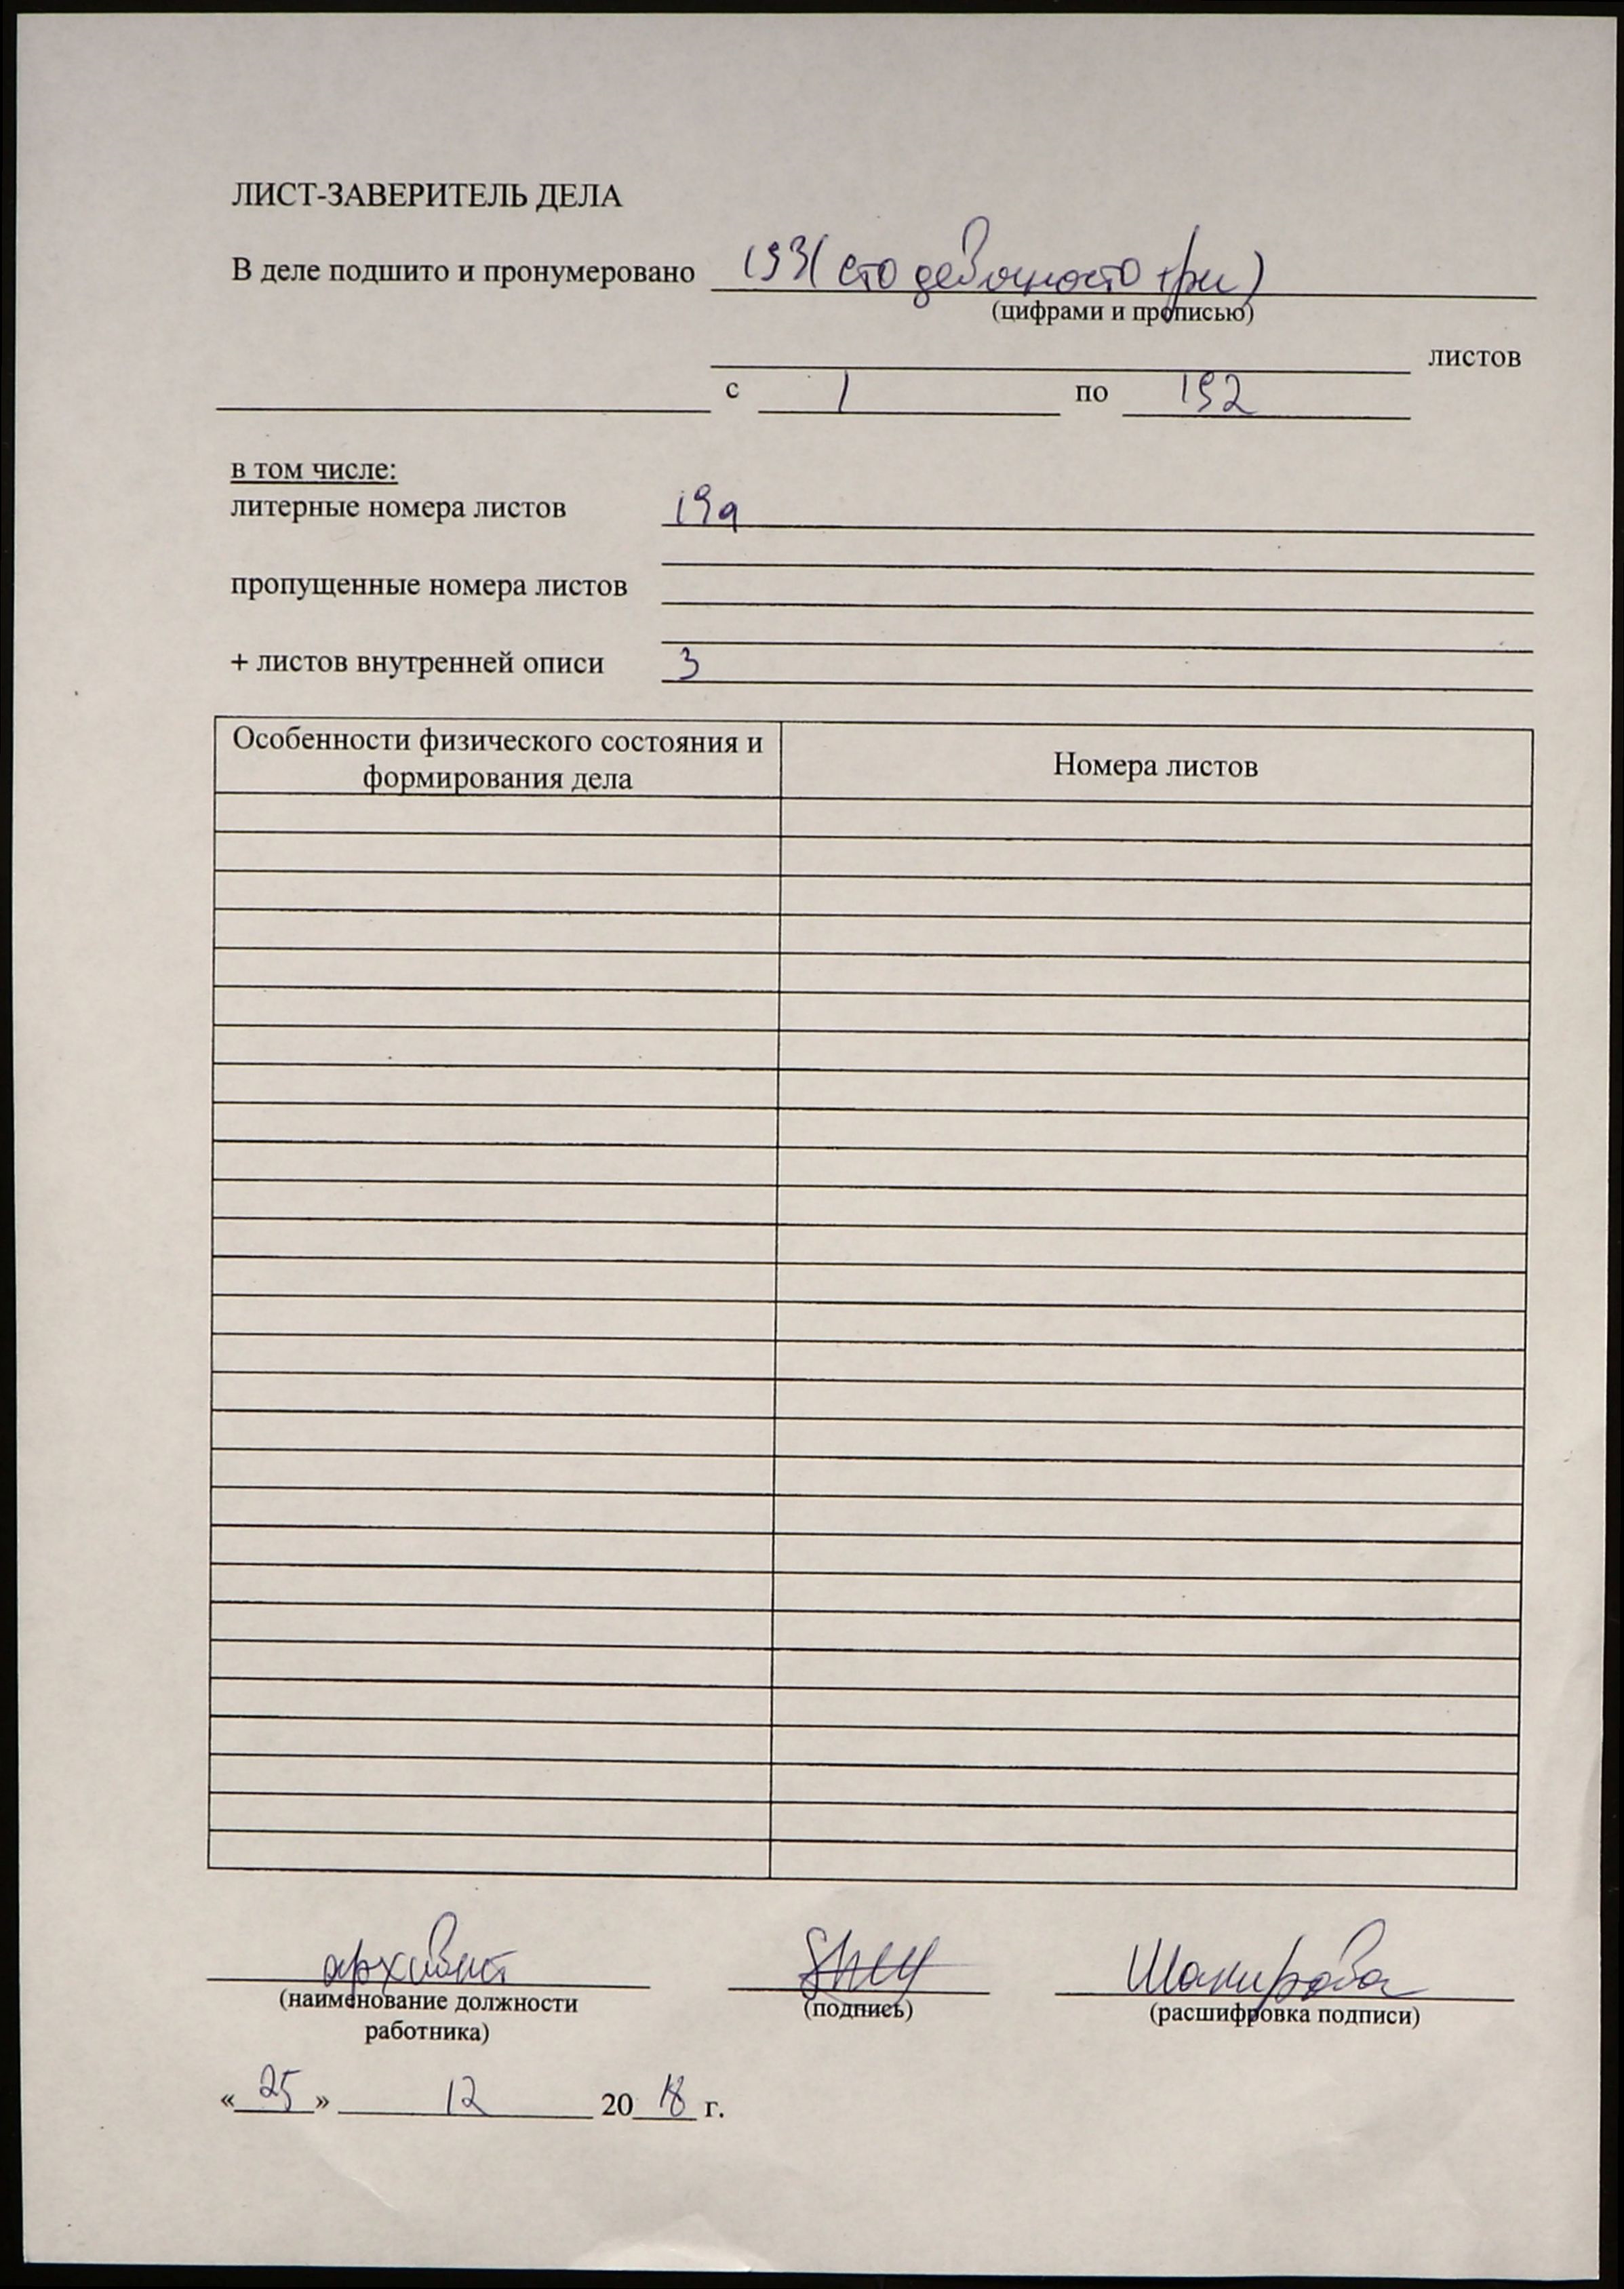 ЛИСТ-ЗАВЕРИТЕЛЬ ДЕЛА
В деле подшито и пронумеровано 193 (сто девяносто три)
(цифрами и прописью)
листов
с 1 по 192
в том числе:
литерные номера листов 19а
пропущенные номера листов
+ листов внутренней описи 3
Особенности физического состояния и формирования дела Номера листов
архивист Шакирова
(наименование должности работника) (подпись) (расшифровка подписи)
«25» 12 2018 г.